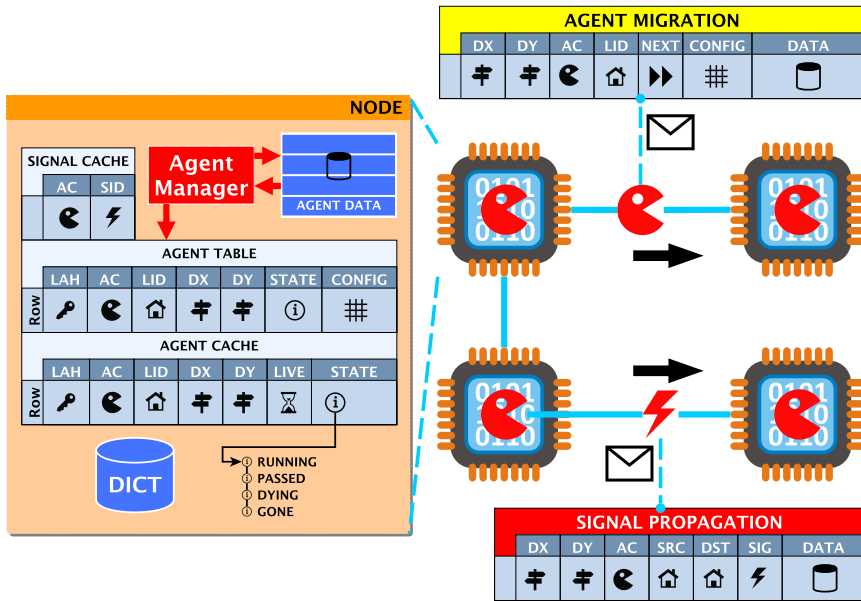 AGENT MIGRATION
DX DY AC LID NEXT CONFIG DATA
NODE
SIGNAL CACHE
AC SID
Agent
Manager
AGENT DATA
AGENT TABLE
LAH AC LID DX DY STATE CONFIG
Row
AGENT CACHE
LAH AC LID DX DY LIVE STATE
Row
DICT
RUNNING
PASSED
DYING
GONE
0101
1010
0110
0101
1010
0110
0101
1010
0110
0101
1010
0110
SIGNAL PROPAGATION
DX DY AC SRC DST SIG DATA